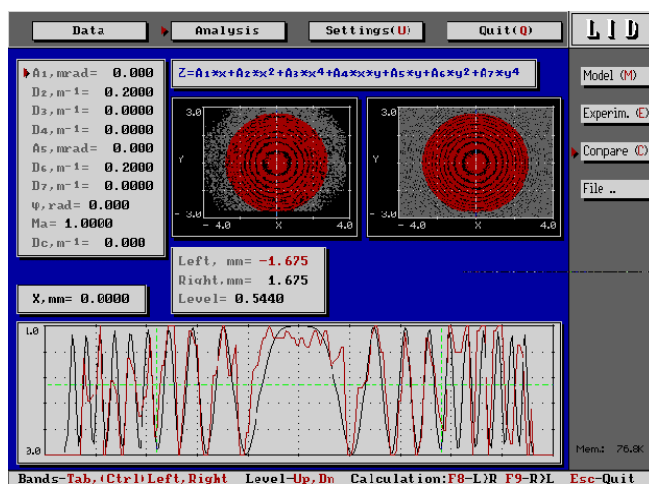 Data Analysis Settings(U) Quit(Q) LID
A1,mrad= 0.000
D2,m-1= 0.2000
D3,m-1= 0.0000
D4,m-1= 0.0000
A5,mrad= 0.000
D6,m-1= 0.2000
D7,m-1= 0.0000
φ,rad= 0.000
Ma= 1.0000
Dc,m-1= 0.000
Z=A1*x+A2*x2+A3*x4+A4*x*y+A5*y+A6*y2+A7*y4
3.0
Y
- 3.0
- 4.0 X 4.0
3.0
Y
- 3.0
- 4.0 X 4.0
Model (M)
Experim. (E)
Compare (C)
File ..
Left, mm= -1.675
Right,mm= 1.675
Level= 0.5440
X,mm= 0.0000
1.0
0.0
Mem.: 76.8K
Bands-Tab,(Ctrl)Left,Right Level-Up,Dn Calculation:F8-L>R F9-R>L Esc-Quit